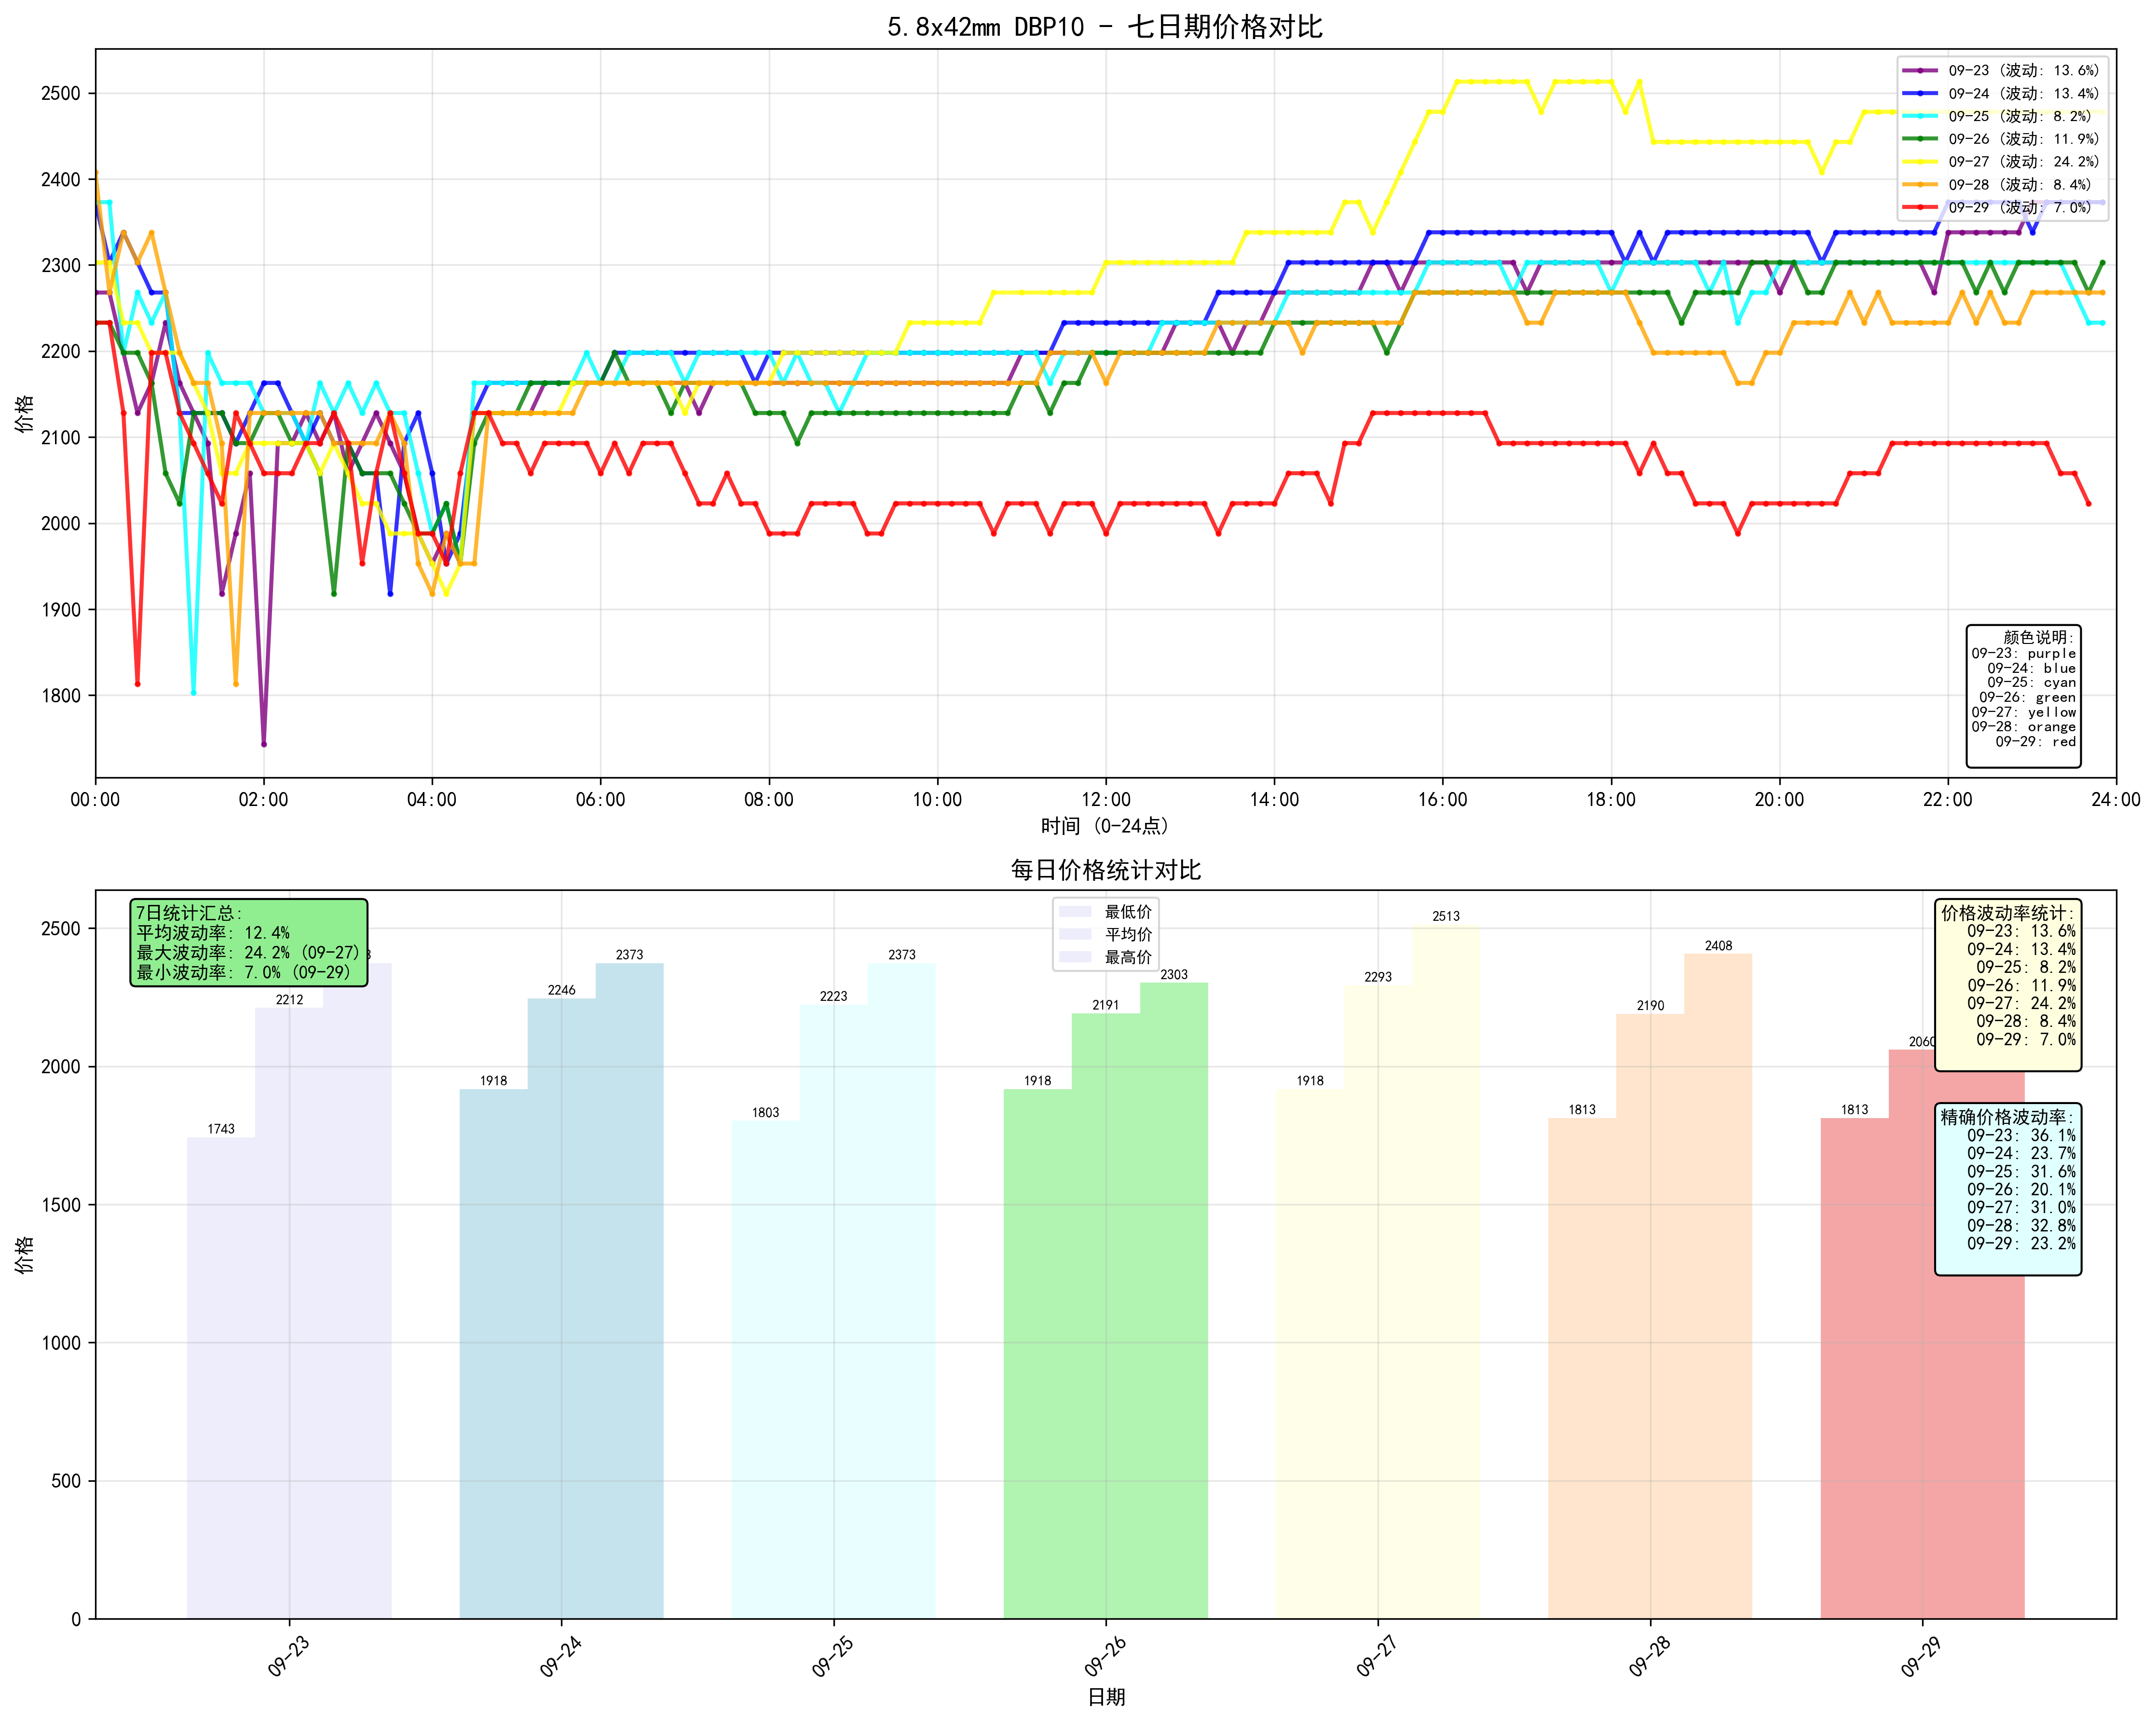 5.8x42mm DBP10 - 七日期价格对比
价格
2500
2400
2300
2200
2100
2000
1900
1800
09-23 (波动: 13.6%)
09-24 (波动: 13.4%)
09-25 (波动: 8.2%)
09-26 (波动: 11.9%)
09-27 (波动: 24.2%)
09-28 (波动: 8.4%)
09-29 (波动: 7.0%)
颜色说明:
09-23: purple
09-24: blue
09-25: cyan
09-26: green
09-27: yellow
09-28: orange
09-29: red
00:00 02:00 04:00 06:00 08:00 10:00 12:00 14:00 16:00 18:00 20:00 22:00 24:00
时间 (0-24点)
每日价格统计对比
价格
2500
2000
1500
1000
500
0
7日统计汇总:
平均波动率: 12.4%
最大波动率: 24.2% (09-27)
最小波动率: 7.0% (09-29)
最低价
平均价
最高价
价格波动率统计:
09-23: 13.6%
09-24: 13.4%
09-25: 8.2%
09-26: 11.9%
09-27: 24.2%
09-28: 8.4%
09-29: 7.0%
精确价格波动率:
09-23: 36.1%
09-24: 23.7%
09-25: 31.6%
09-26: 20.1%
09-27: 31.0%
09-28: 32.8%
09-29: 23.2%
1743 2212
1918 2246 2373
1803 2223 2373
1918 2191 2303
1918 2293 2513
1813 2190 2408
1813 2060
09-23 09-24 09-25 09-26 09-27 09-28 09-29
日期